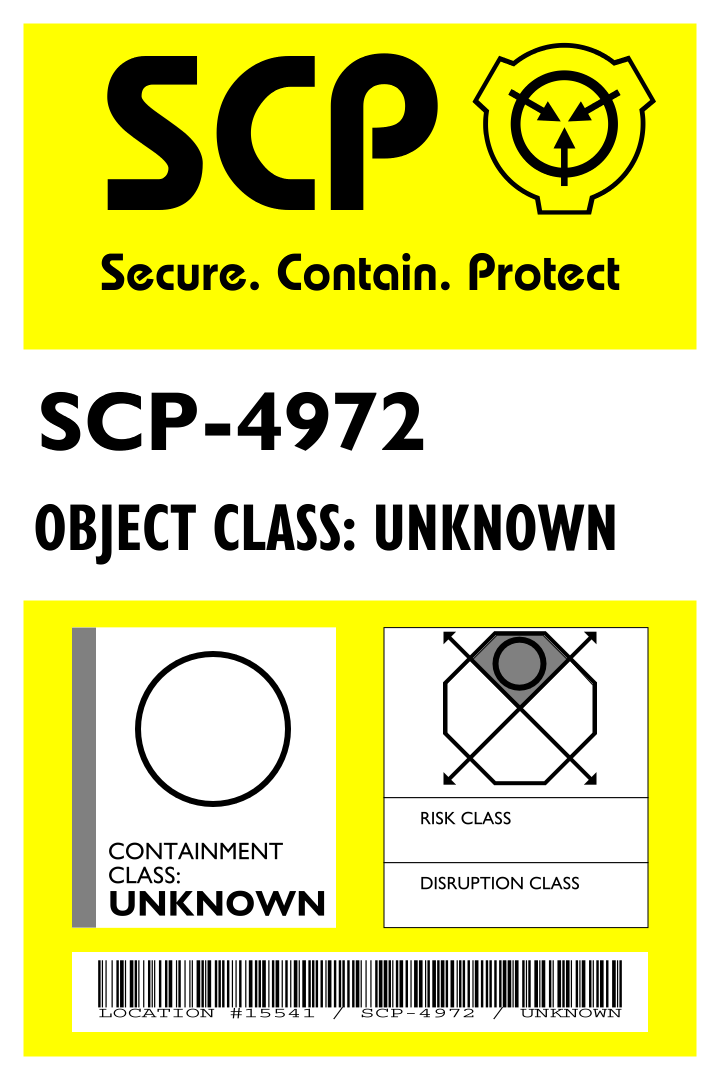 SCP
Secure. Contain. Protect
SCP-4972
OBJECT CLASS: UNKNOWN
CONTAINMENT
CLASS:
UNKNOWN
RISK CLASS
DISRUPTION CLASS
LOCATION #15541 / SCP-4972 / UNKNOWN